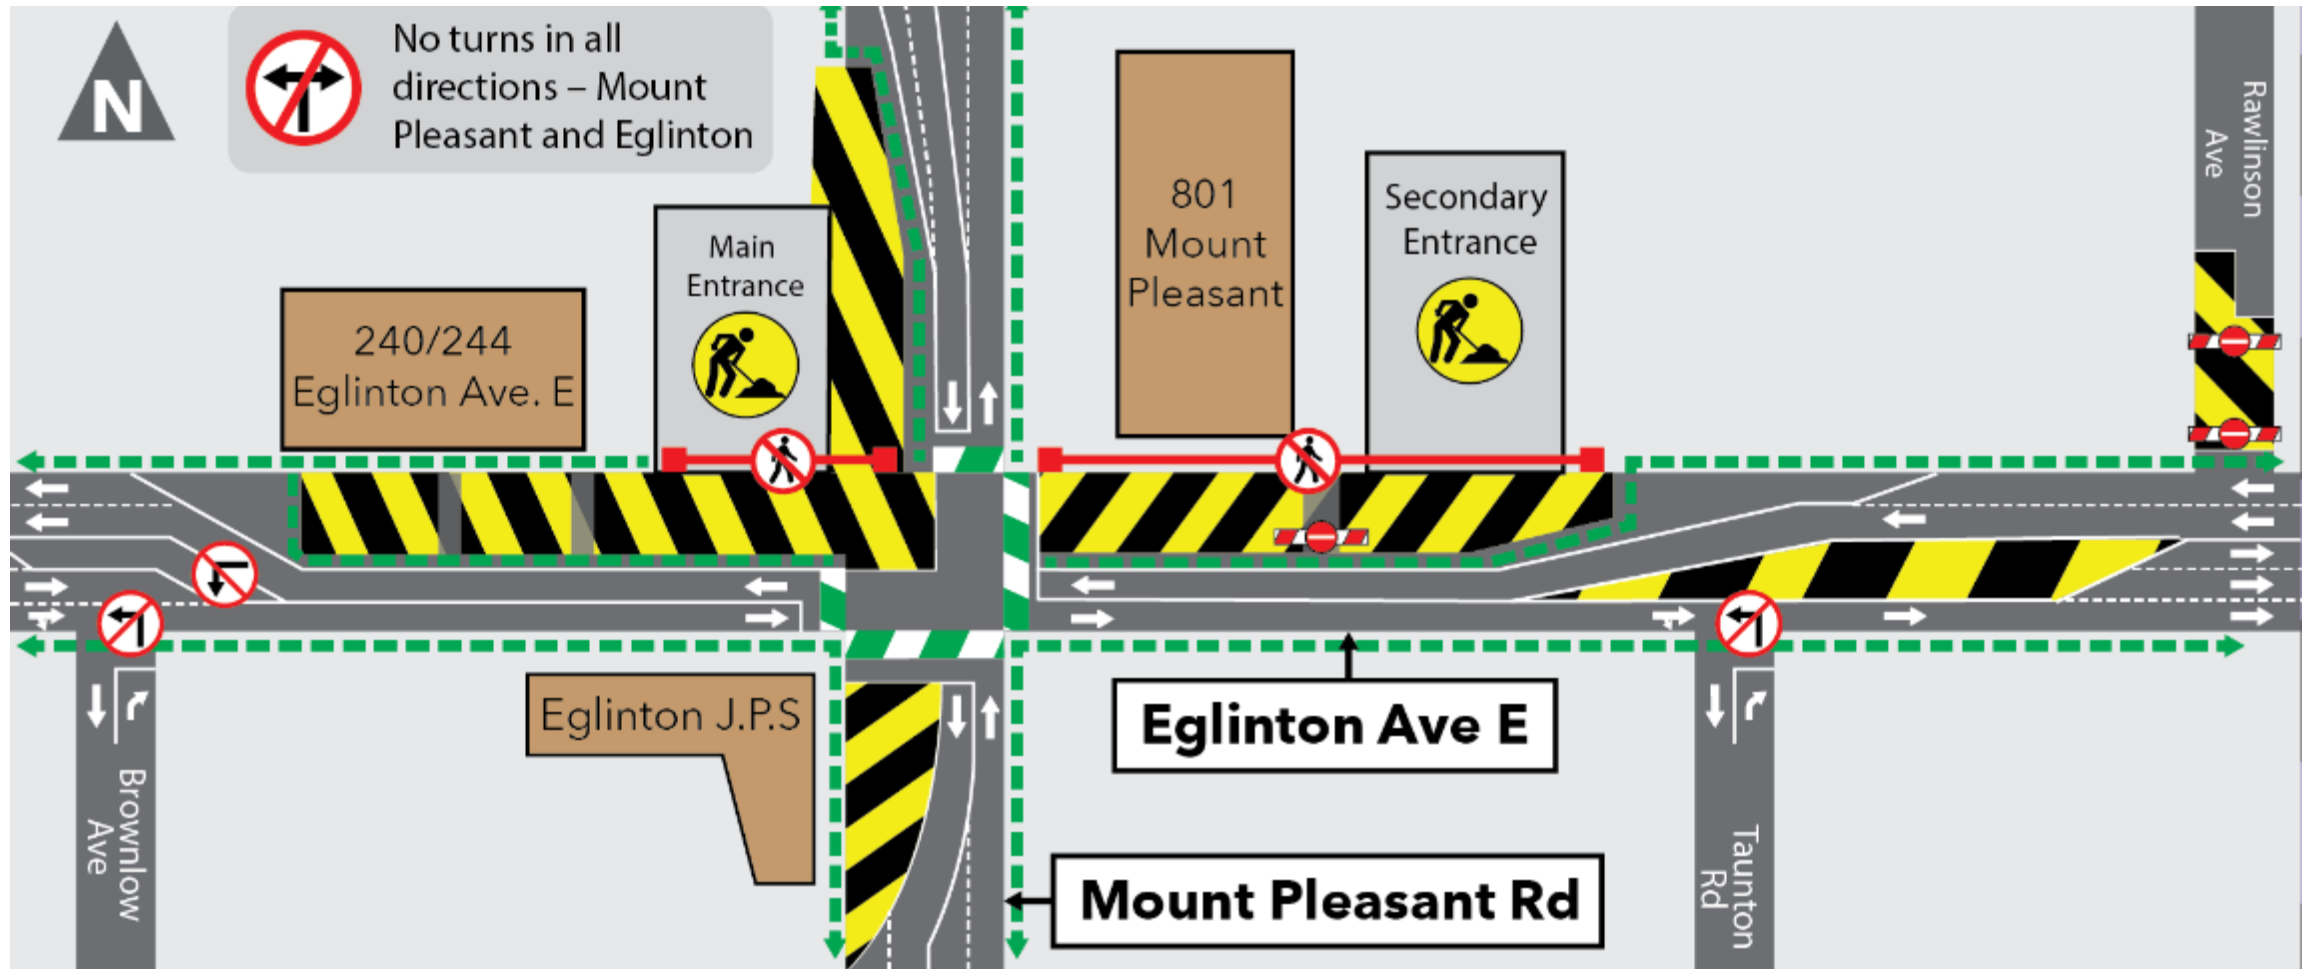 N
No turns in all
directions – Mount
Pleasant and Eglinton
240/244
Eglinton Ave. E
Main
Entrance
801
Mount
Pleasant
Secondary
Entrance
Rawlinson
Ave
Eglinton J.P.S
Eglinton Ave E
Mount Pleasant Rd
Brownlow
Ave
Taunton
Rd